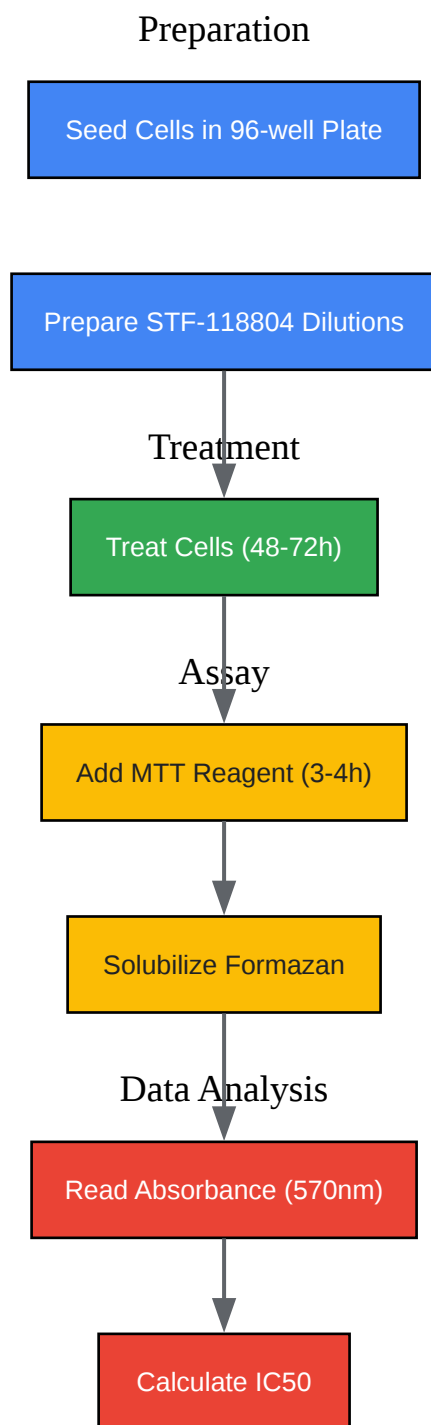 Preparation
Seed Cells in 96-well Plate
Prepare STF-118804 Dilutions
Treatment
Treat Cells (48-72h)
Assay
Add MTT Reagent (3-4h)
Solubilize Formazan
Data Analysis
Read Absorbance (570nm)
Calculate IC50